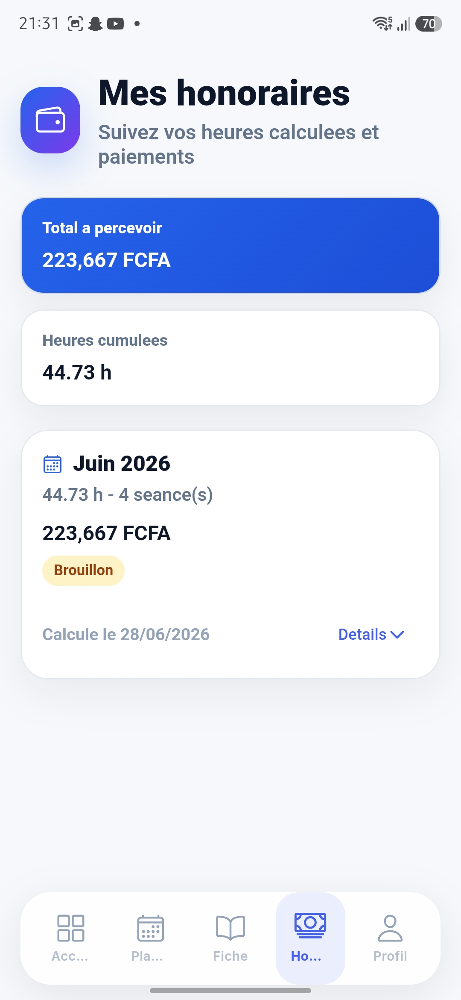 21:31
5
70
Mes honoraires
Suivez vos heures calculees et
paiements
Total a percevoir
223,667 FCFA
Heures cumulees
44.73 h
Juin 2026
44.73 h - 4 seance(s)
223,667 FCFA
Brouillon
Calcule le 28/06/2026 Details
Acc... Pla... Fiche Ho... Profil